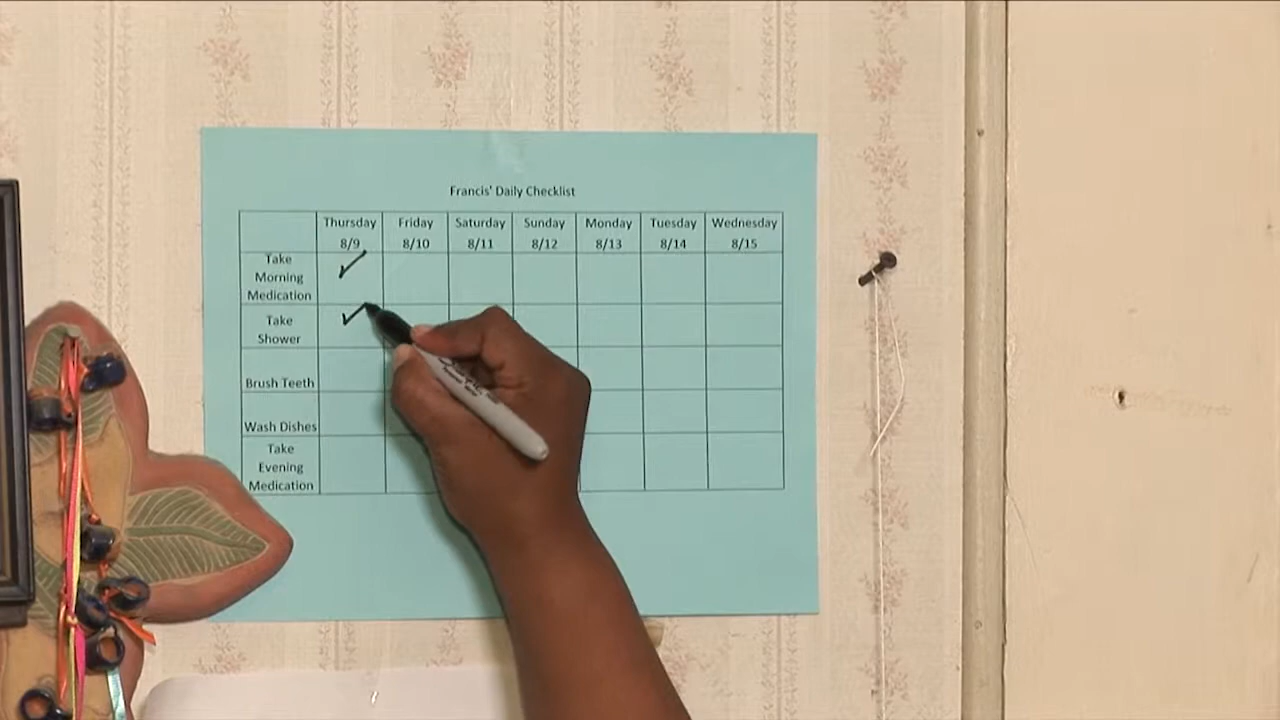 Francis' Daily Checklist
Thursday Friday Saturday Sunday Monday Tuesday Wednesday
8/9 8/10 8/11 8/12 8/13 8/14 8/15
Take
Morning
Medication
Take
Shower
Brush Teeth
Wash Dishes
Take
Evening
Medication